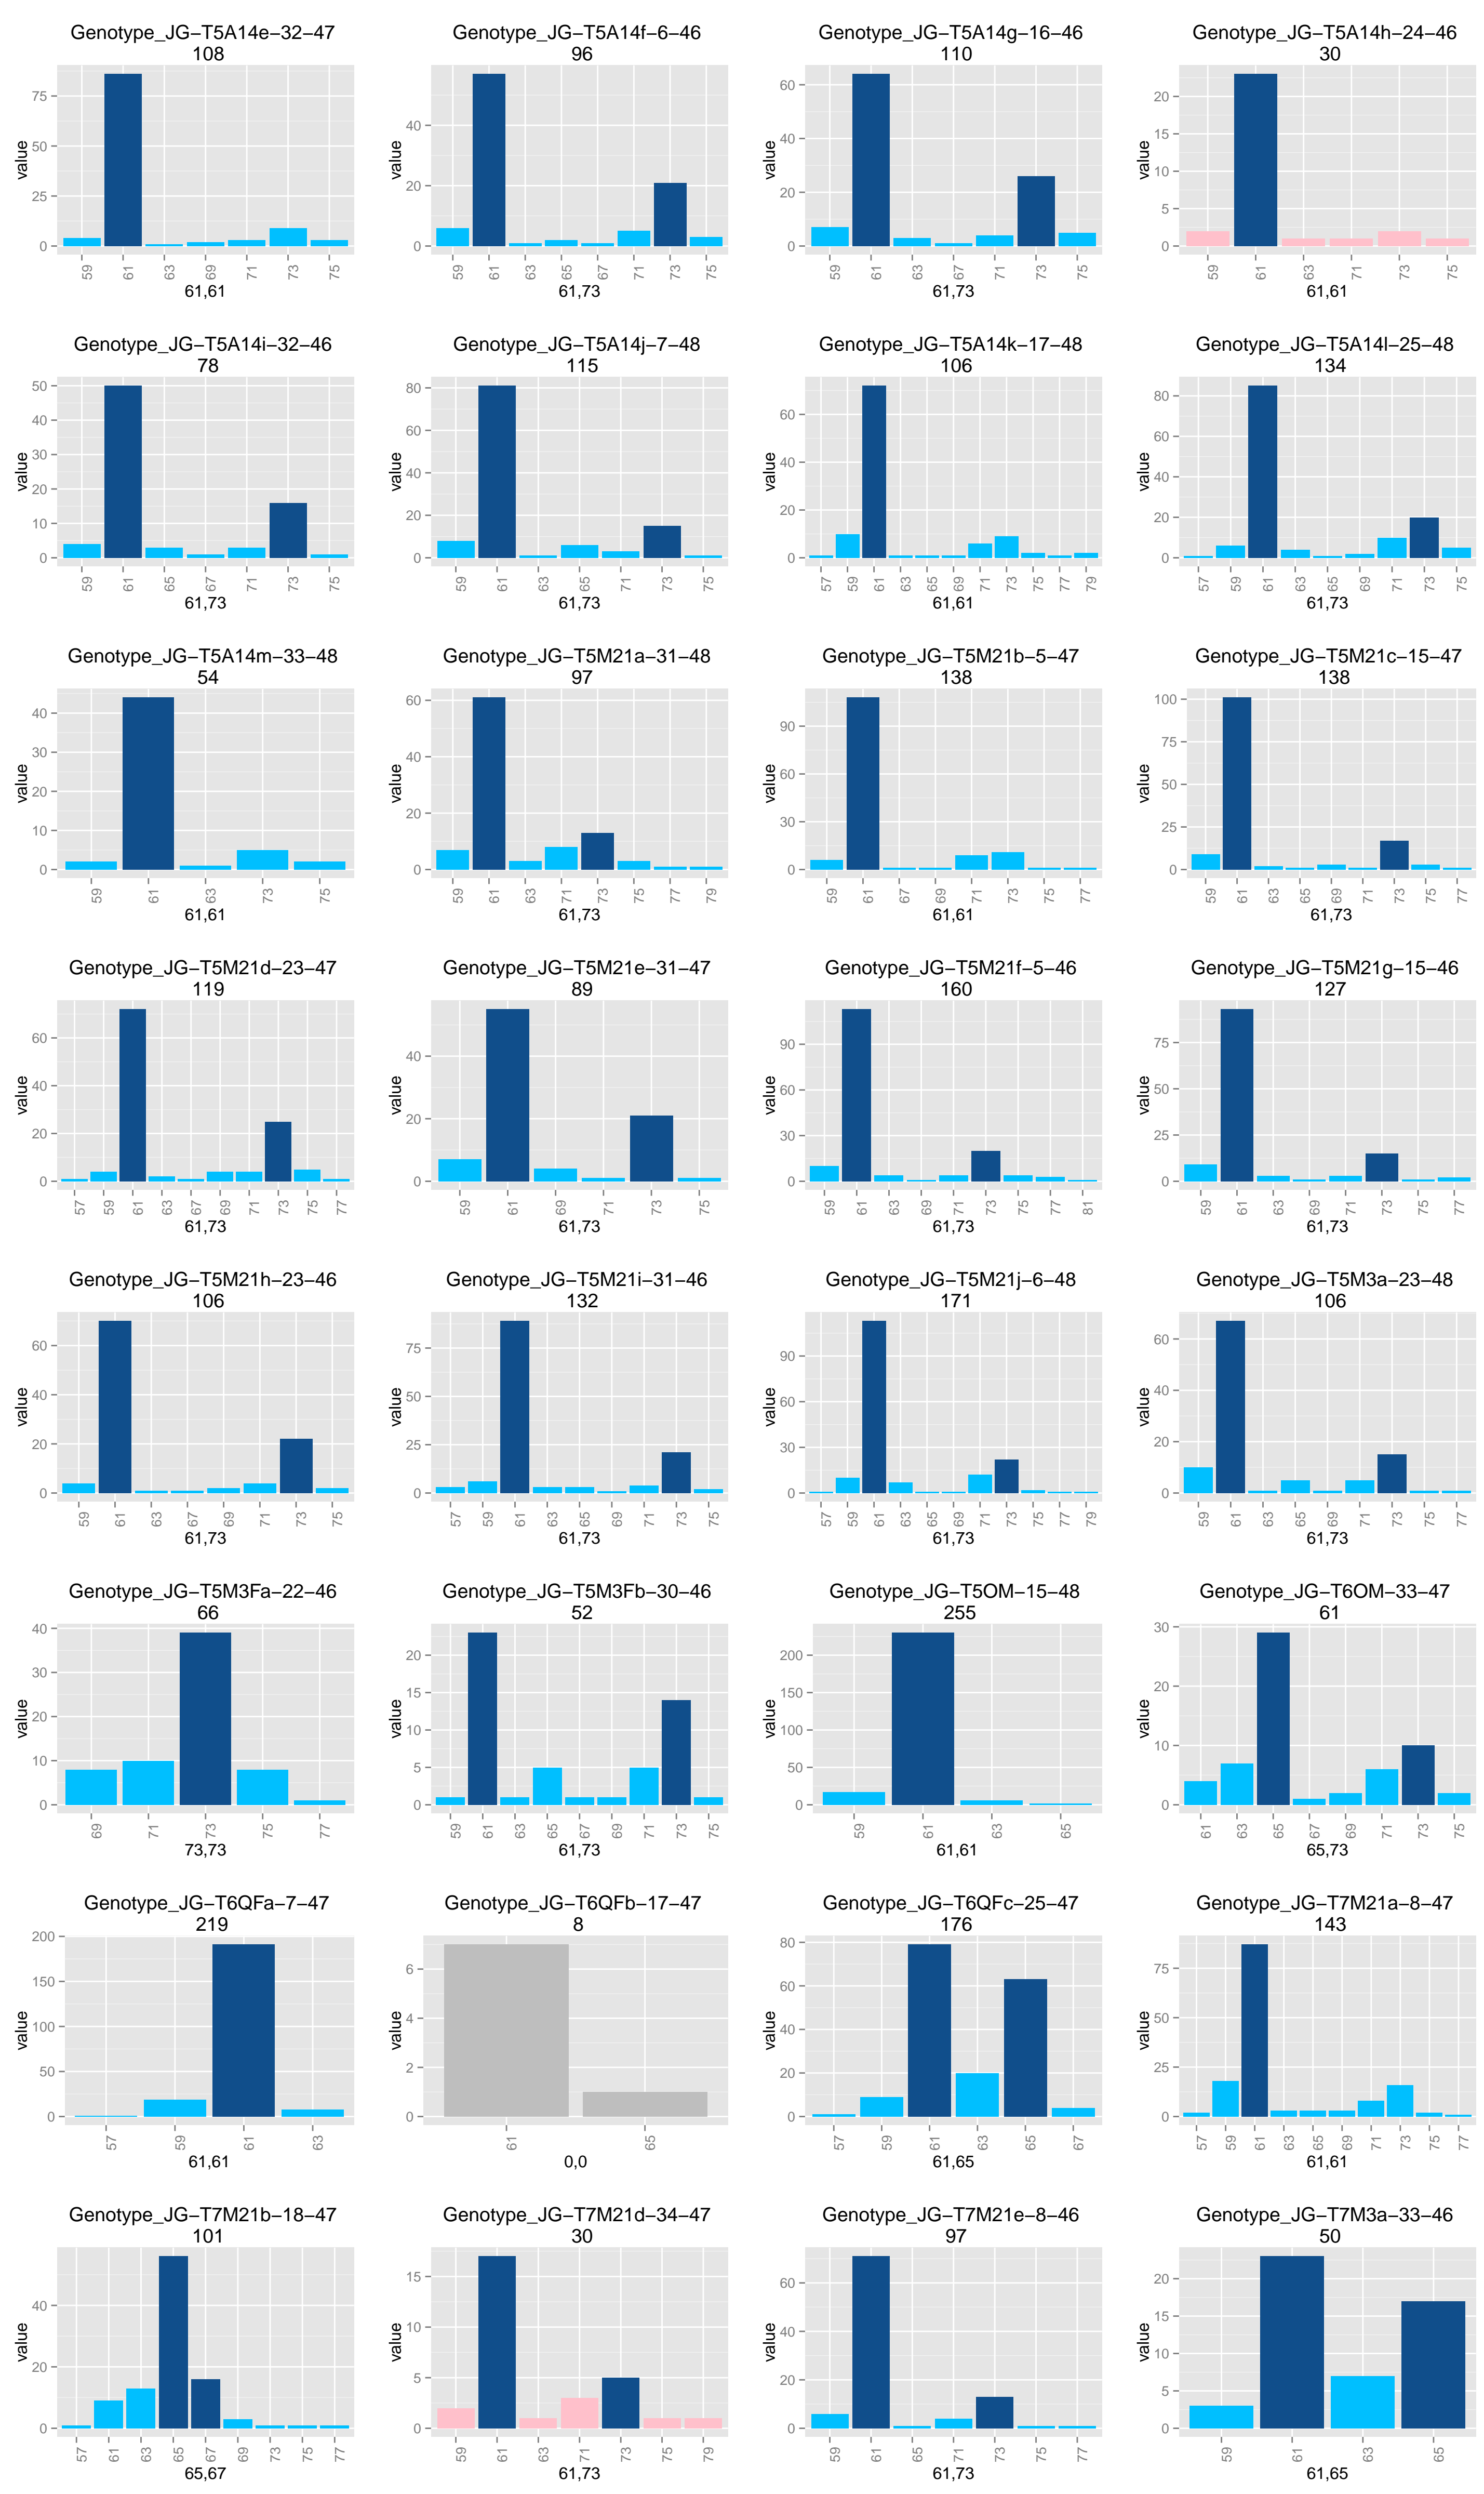 Genotype_JG−T5A14e−32−47
108
value
75
50
25
0
59 61 63 69 71 73 75
61,61
Genotype_JG−T5A14f−6−46
96
value
40
20
0
59 61 63 65 67 71 73 75
61,73
Genotype_JG−T5A14g−16−46
110
value
60
40
20
0
59 61 63 67 71 73 75
61,73
Genotype_JG−T5A14h−24−46
30
value
20
15
10
5
0
59 61 63 71 73 75
61,61
Genotype_JG−T5A14i−32−46
78
value
50
40
30
20
10
0
59 61 65 67 71 73 75
61,73
Genotype_JG−T5A14j−7−48
115
value
80
60
40
20
0
59 61 63 65 71 73 75
61,73
Genotype_JG−T5A14k−17−48
106
value
60
40
20
0
57 59 61 63 65 69 71 73 75 77 79
61,61
Genotype_JG−T5A14l−25−48
134
value
80
60
40
20
0
57 59 61 63 65 69 71 73 75
61,73
Genotype_JG−T5A14m−33−48
54
value
40
30
20
10
0
59 61 63 73 75
61,61
Genotype_JG−T5M21a−31−48
97
value
60
40
20
0
59 61 63 71 73 75 77 79
61,73
Genotype_JG−T5M21b−5−47
138
value
90
60
30
0
59 61 67 69 71 73 75 77
61,61
Genotype_JG−T5M21c−15−47
138
value
100
75
50
25
0
59 61 63 65 69 71 73 75 77
61,73
Genotype_JG−T5M21d−23−47
119
value
60
40
20
0
57 59 61 63 67 69 71 73 75 77
61,73
Genotype_JG−T5M21e−31−47
89
value
40
20
0
59 61 69 71 73 75
61,73
Genotype_JG−T5M21f−5−46
160
value
90
60
30
0
59 61 63 69 71 73 75 77 81
61,73
Genotype_JG−T5M21g−15−46
127
value
75
50
25
0
59 61 63 69 71 73 75 77
61,73
Genotype_JG−T5M21h−23−46
106
value
60
40
20
0
59 61 63 67 69 71 73 75
61,73
Genotype_JG−T5M21i−31−46
132
value
75
50
25
0
57 59 61 63 65 69 71 73 75
61,73
Genotype_JG−T5M21j−6−48
171
value
90
60
30
0
57 59 61 63 65 69 71 73 75 77 79
61,73
Genotype_JG−T5M3a−23−48
106
value
60
40
20
0
59 61 63 65 69 71 73 75 77
61,73
Genotype_JG−T5M3Fa−22−46
66
value
40
30
20
10
0
69 71 73 75 77
73,73
Genotype_JG−T5M3Fb−30−46
52
value
20
15
10
5
0
59 61 63 65 67 69 71 73 75
61,73
Genotype_JG−T5OM−15−48
255
value
200
150
100
50
0
59 61 63 65
61,61
Genotype_JG−T6OM−33−47
61
value
30
20
10
0
61 63 65 67 69 71 73 75
65,73
Genotype_JG−T6QFa−7−47
219
value
200
150
100
50
0
57 59 61 63
61,61
Genotype_JG−T6QFb−17−47
8
value
6
4
2
0
61 65
0,0
Genotype_JG−T6QFc−25−47
176
value
80
60
40
20
0
57 59 61 63 65 67
61,65
Genotype_JG−T7M21a−8−47
143
value
75
50
25
0
57 59 61 63 65 69 71 73 75 77
61,61
Genotype_JG−T7M21b−18−47
101
value
40
20
0
57 61 63 65 67 69 73 75 77
65,67
Genotype_JG−T7M21d−34−47
30
value
15
10
5
0
59 61 63 71 73 75 79
61,73
Genotype_JG−T7M21e−8−46
97
value
60
40
20
0
59 61 65 71 73 75 77
61,73
Genotype_JG−T7M3a−33−46
50
value
20
15
10
5
0
59 61 63 65
61,65